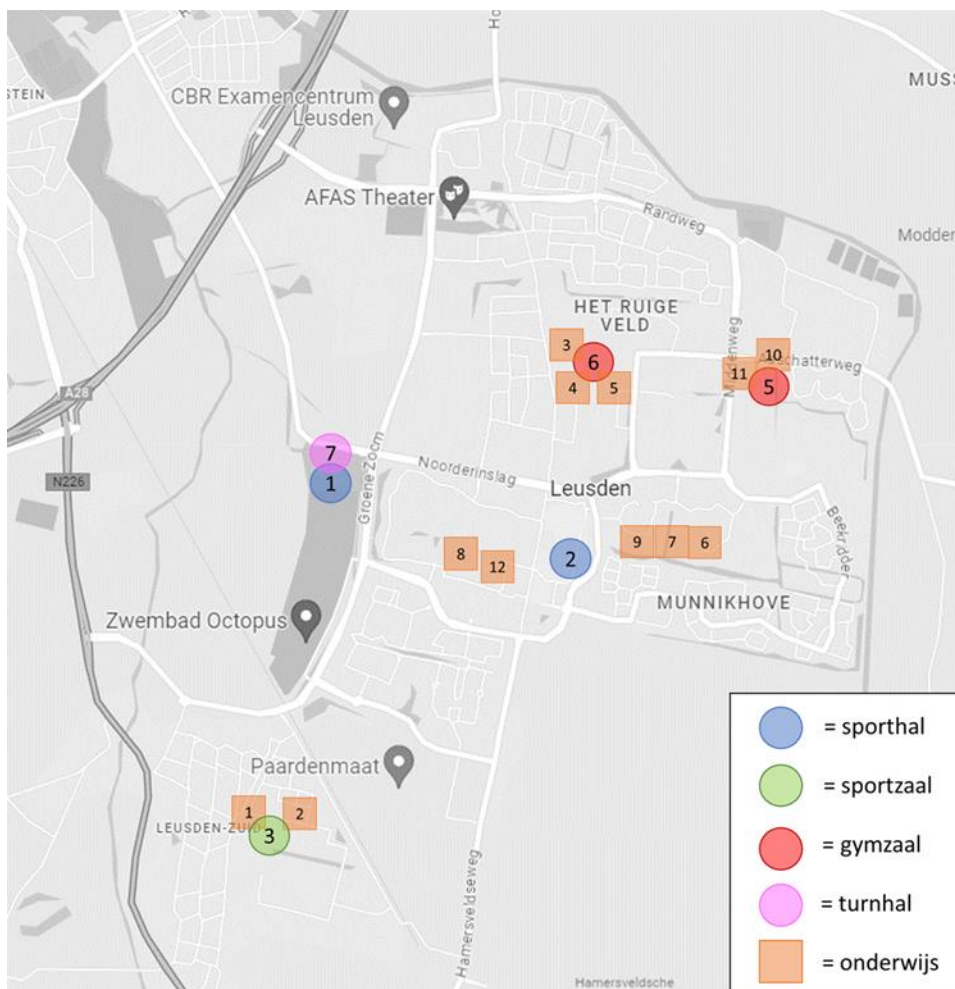 CBR Examencentrum
Leusden
STEIN
MUSS
AFAS Theater
Randweg
Modder
HET RUIGE
VELD
3
6
4
5
10
11
Asschatterweg
5
A28
7
1
Groene Zoom
Noorderinslag
N226
Leusden
8
12
2
9
7
6
MUNNIKHOVE
Zwembad Octopus
Paardenmaat
1
2
LEUSDEN-ZUID
3
Hamersveldseweg
Hamersveldsche
= sporthal
= sportzaal
= gymzaal
= turnhal
= onderwijs